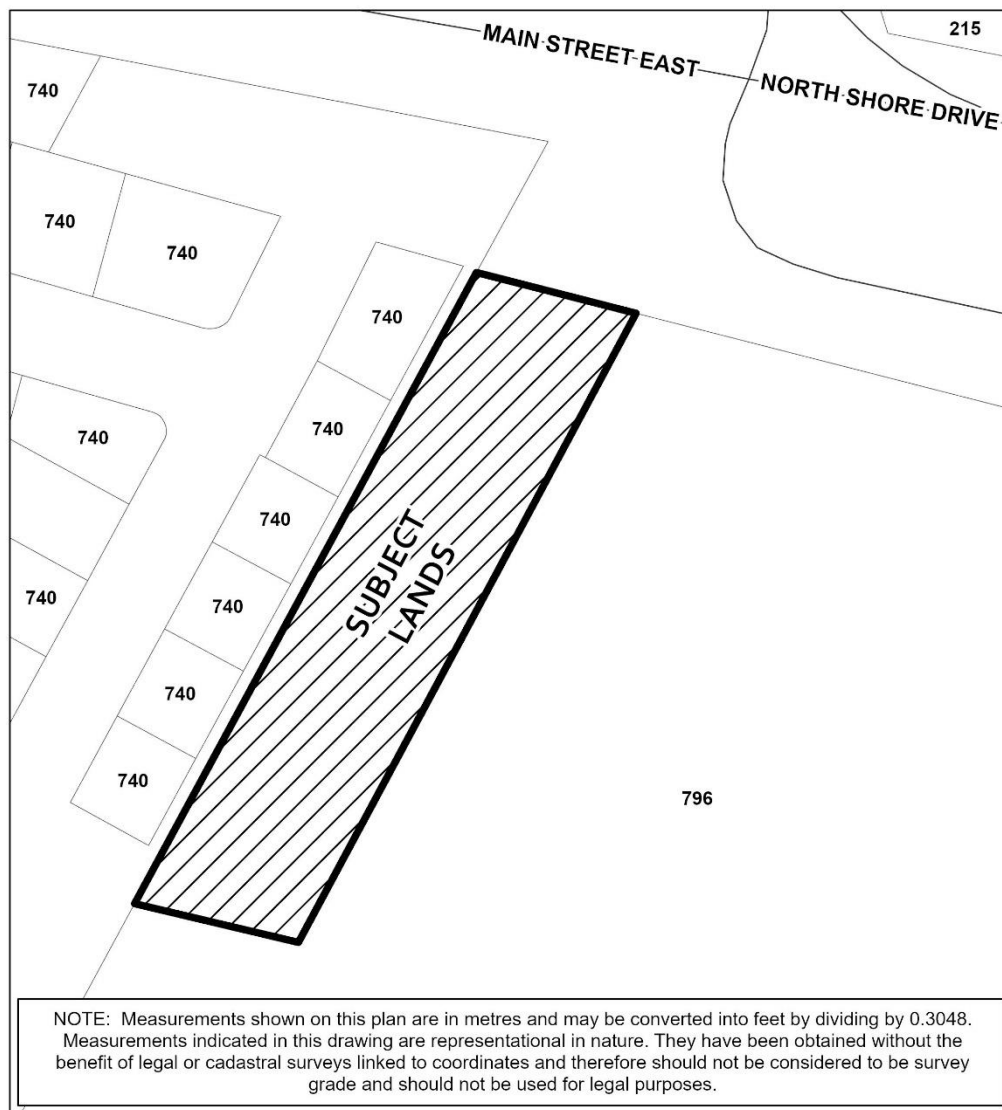 215
MAIN STREET EAST
NORTH SHORE DRIVE
740
740
740
740
740
740
740
740
740
740
740
SUBJECT
LANDS
796
NOTE: Measurements shown on this plan are in metres and may be converted into feet by dividing by 0.3048.
Measurements indicated in this drawing are representational in nature. They have been obtained without the
benefit of legal or cadastral surveys linked to coordinates and therefore should not be considered to be survey
grade and should not be used for legal purposes.